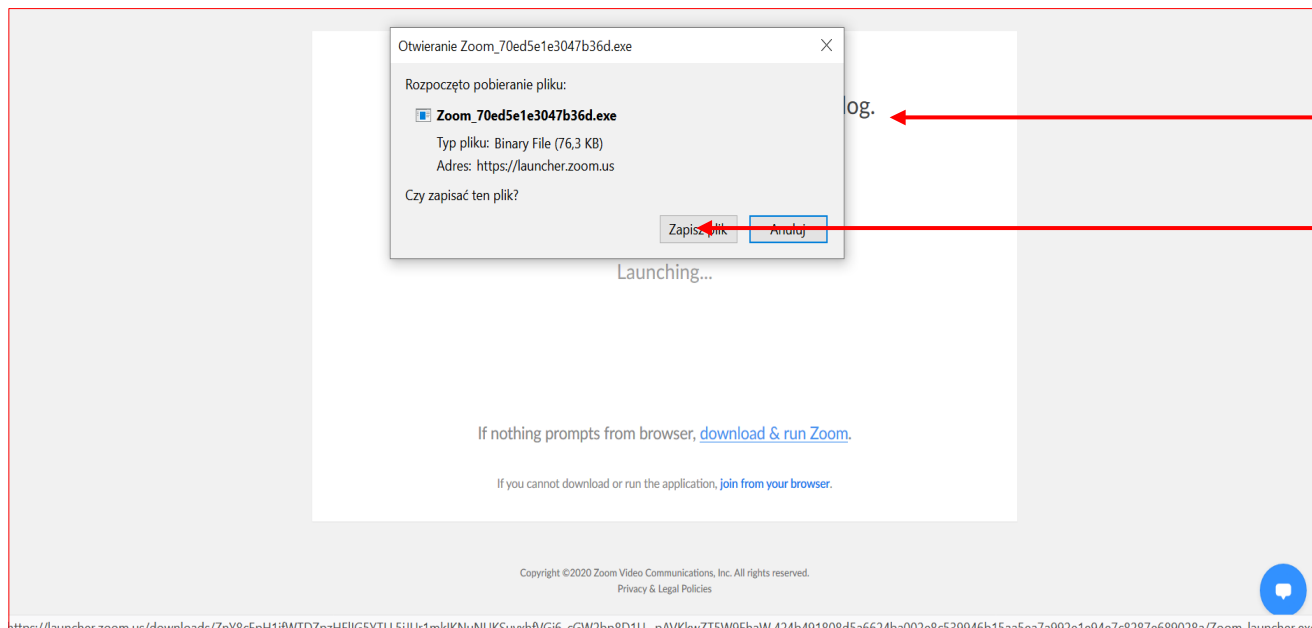 Otwieranie Zoom_70ed5e1e3047b36d.exe
Rozpoczęto pobieranie pliku:
Zoom_70ed5e1e3047b36d.exe
Typ pliku: Binary File (76,3 KB)
Adres: https://launcher.zoom.us
Czy zapisać ten plik?
Zapisz plik Anuluj
log.
Launching...
If nothing prompts from browser, download & run Zoom.
If you cannot download or run the application, join from your browser.
Copyright ©2020 Zoom Video Communications, Inc. All rights reserved.
Privacy & Legal Policies